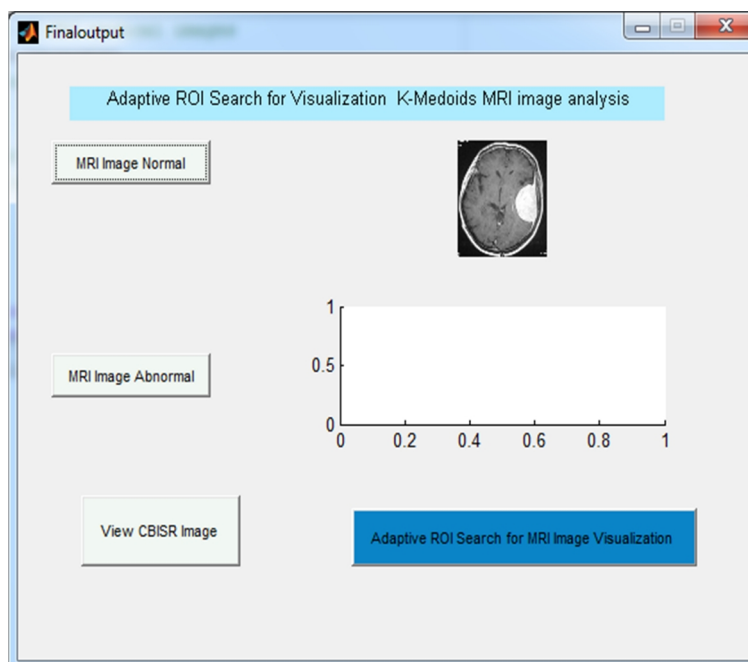 Finaloutput
Adaptive ROI Search for Visualization K-Medoids MRI image analysis
MRI Image Normal
1
0.5
0
0 0.2 0.4 0.6 0.8 1
MRI Image Abnormal
View CBISR Image
Adaptive ROI Search for MRI Image Visualization